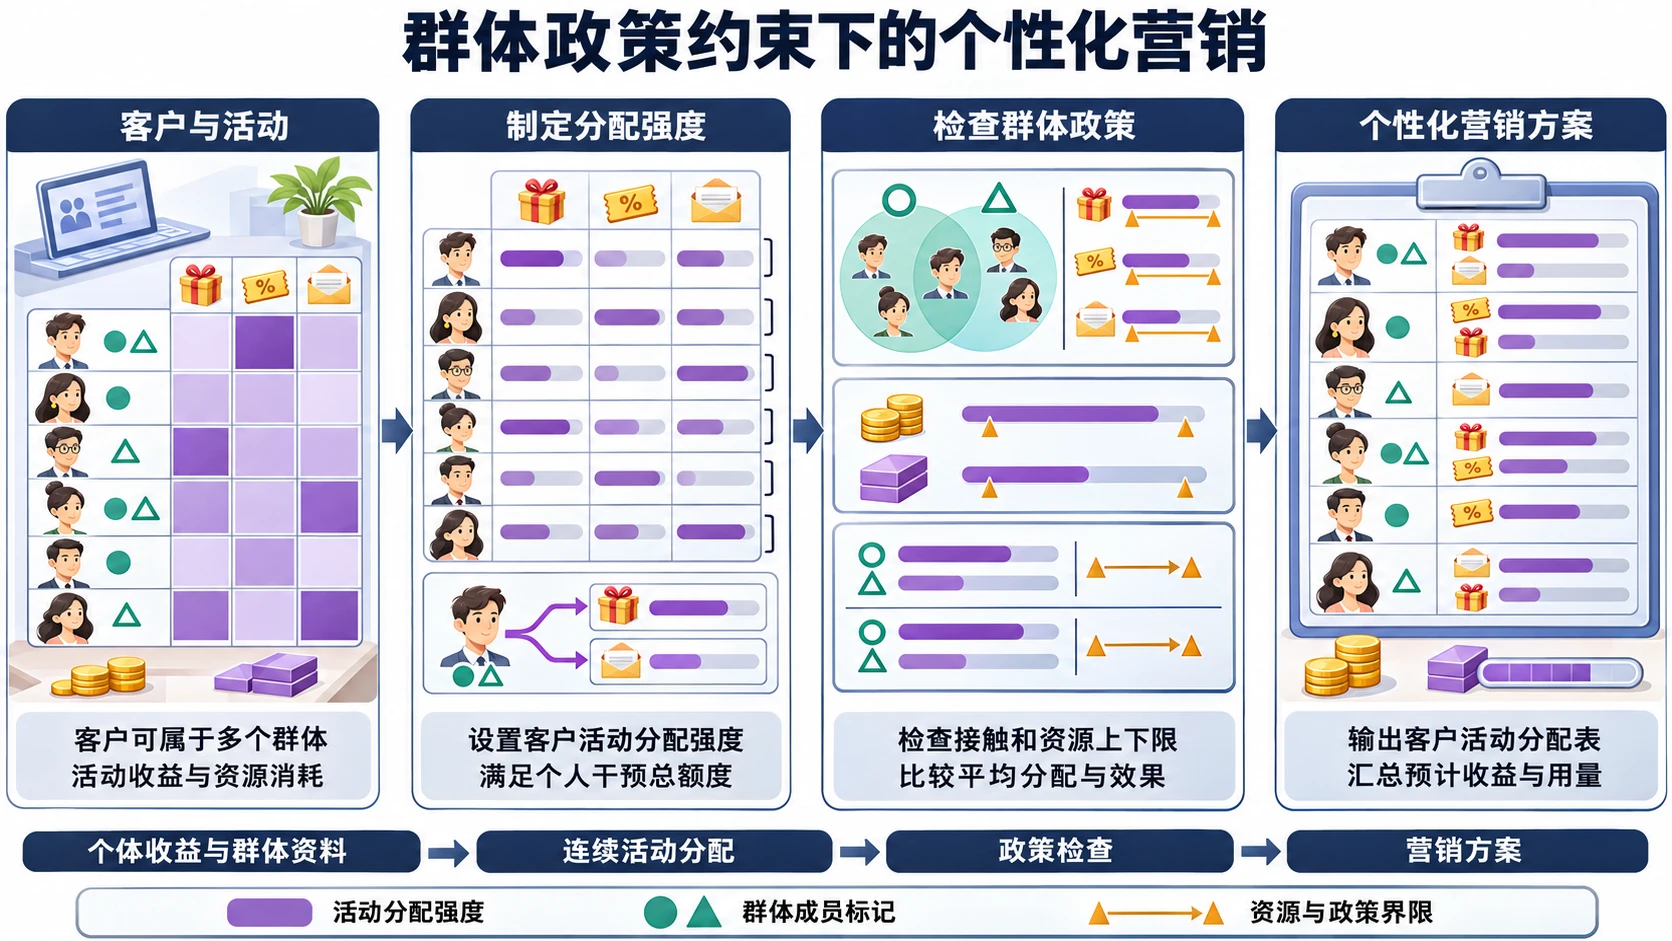 群体政策约束下的个性化营销
客户与活动
制定分配强度
检查群体政策
个性化营销方案
%
%
%
%
%
%
客户可属于多个群体
活动收益与资源消耗
设置客户活动分配强度
满足个人干预总额度
检查接触和资源上下限
比较平均分配与效果
输出客户活动分配表
汇总预计收益与用量
个体收益与群体资料
连续活动分配
政策检查
营销方案
活动分配强度
群体成员标记
资源与政策界限